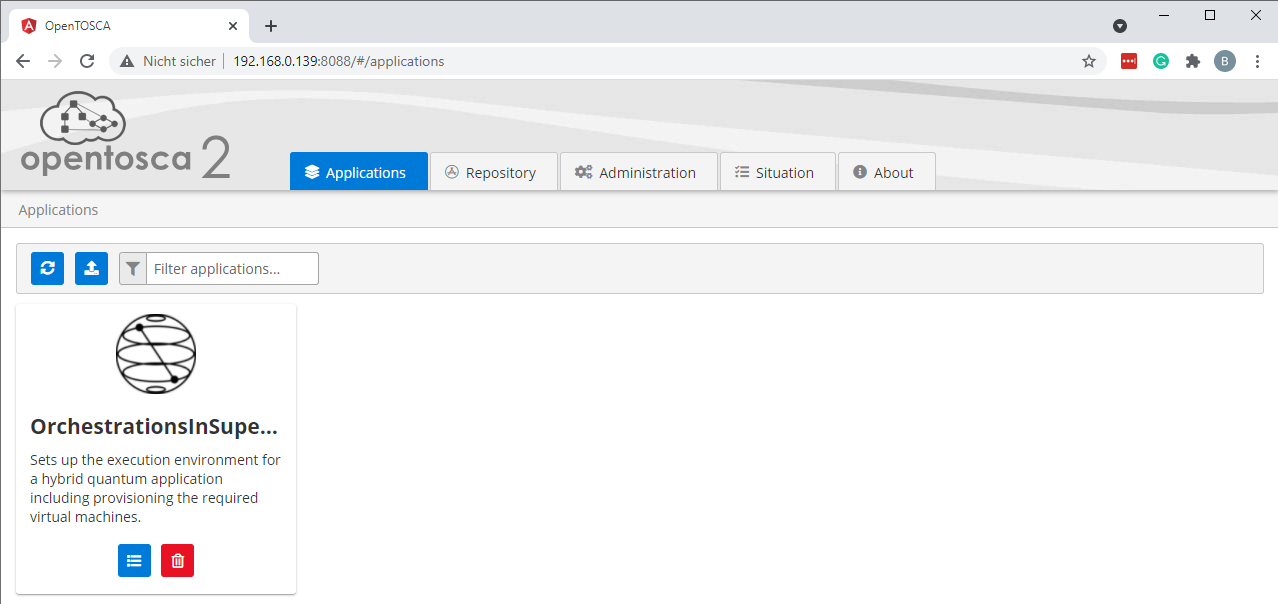 OpenTOSCA
Nicht sicher 192.168.0.139:8088/#/applications
B
opentosca 2
Applications Repository Administration Situation About
Applications
Filter applications...
OrchestrationsInSupe...
Sets up the execution environment for
a hybrid quantum application
including provisioning the required
virtual machines.